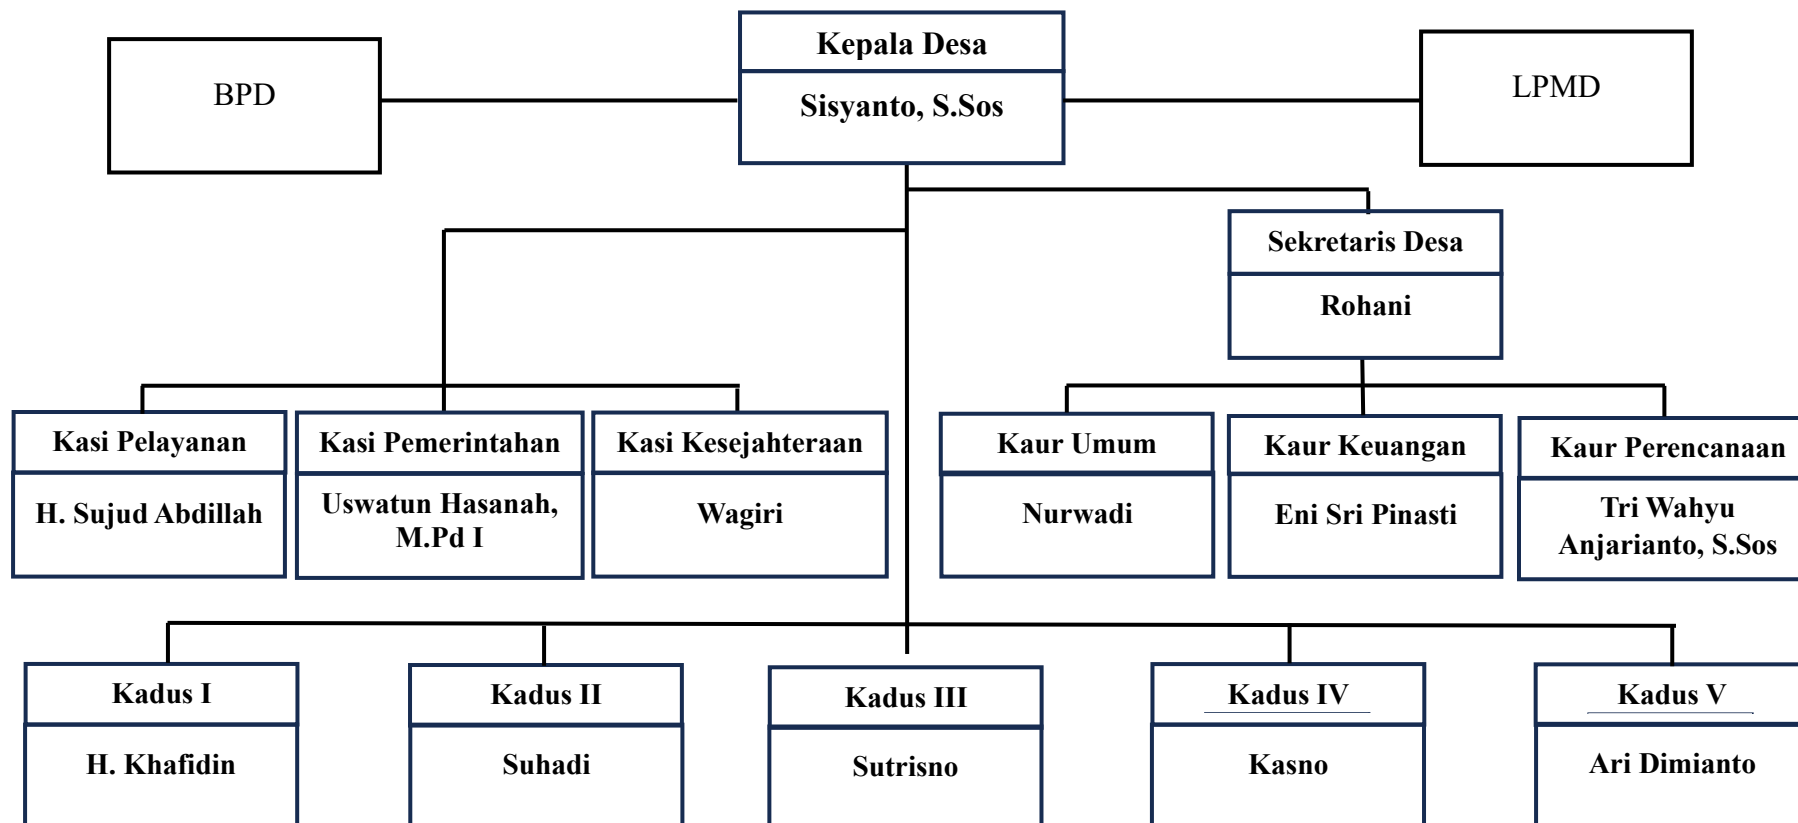 Kepala Desa
Sisyanto, S.Sos
BPD
LPMD
Sekretaris Desa
Rohani
Kasi Pelayanan
H. Sujud Abdillah
Kasi Pemerintahan
Uswatun Hasanah,
M.Pd I
Kasi Kesejahteraan
Wagiri
Kaur Umum
Nurwadi
Kaur Keuangan
Eni Sri Pinasti
Kaur Perencanaan
Tri Wahyu
Anjarianto, S.Sos
Kadus I
H. Khafidin
Kadus II
Suhadi
Kadus III
Sutrisno
Kadus IV
Kasno
Kadus V
Ari Dimianto